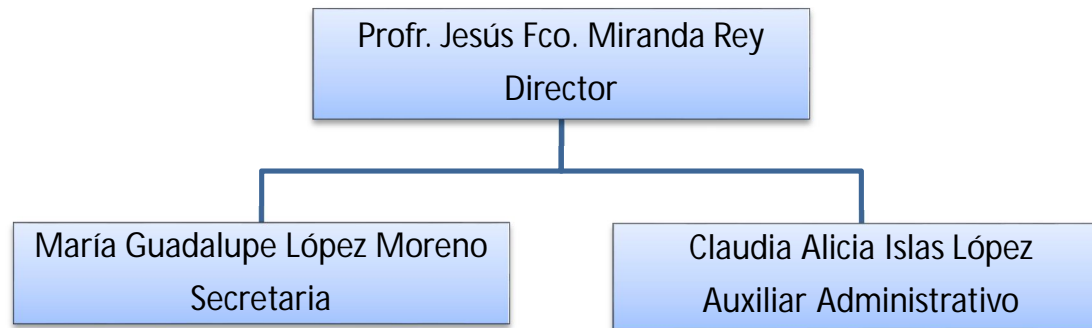 Profr. Jesús Fco. Miranda Rey
Director
María Guadalupe López Moreno
Secretaria
Claudia Alicia Islas López
Auxiliar Administrativo